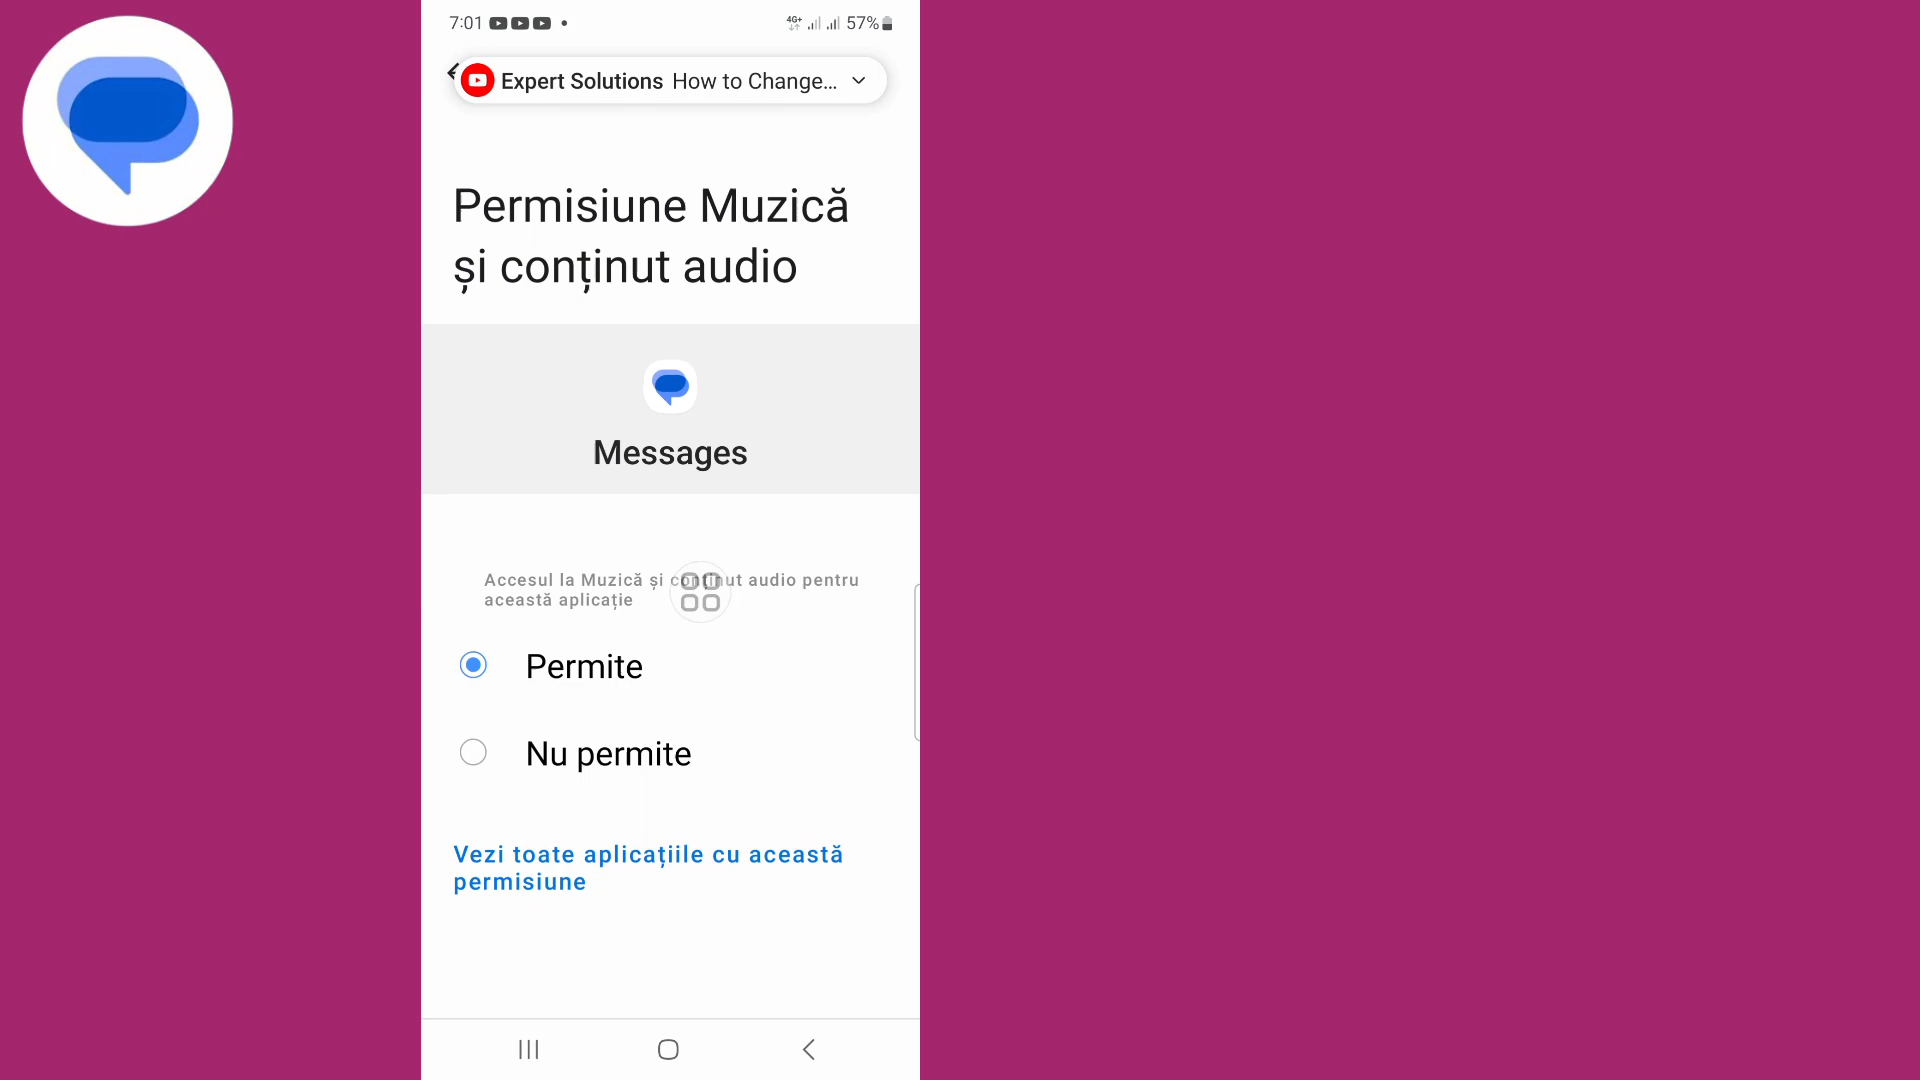 7:01
4G+ 57%
Expert Solutions How to Change...
Permisiune Muzică
și conținut audio
Messages
Accesul la Muzică și conținut audio pentru
această aplicație
Permite
Nu permite
Vezi toate aplicațiile cu această
permisiune